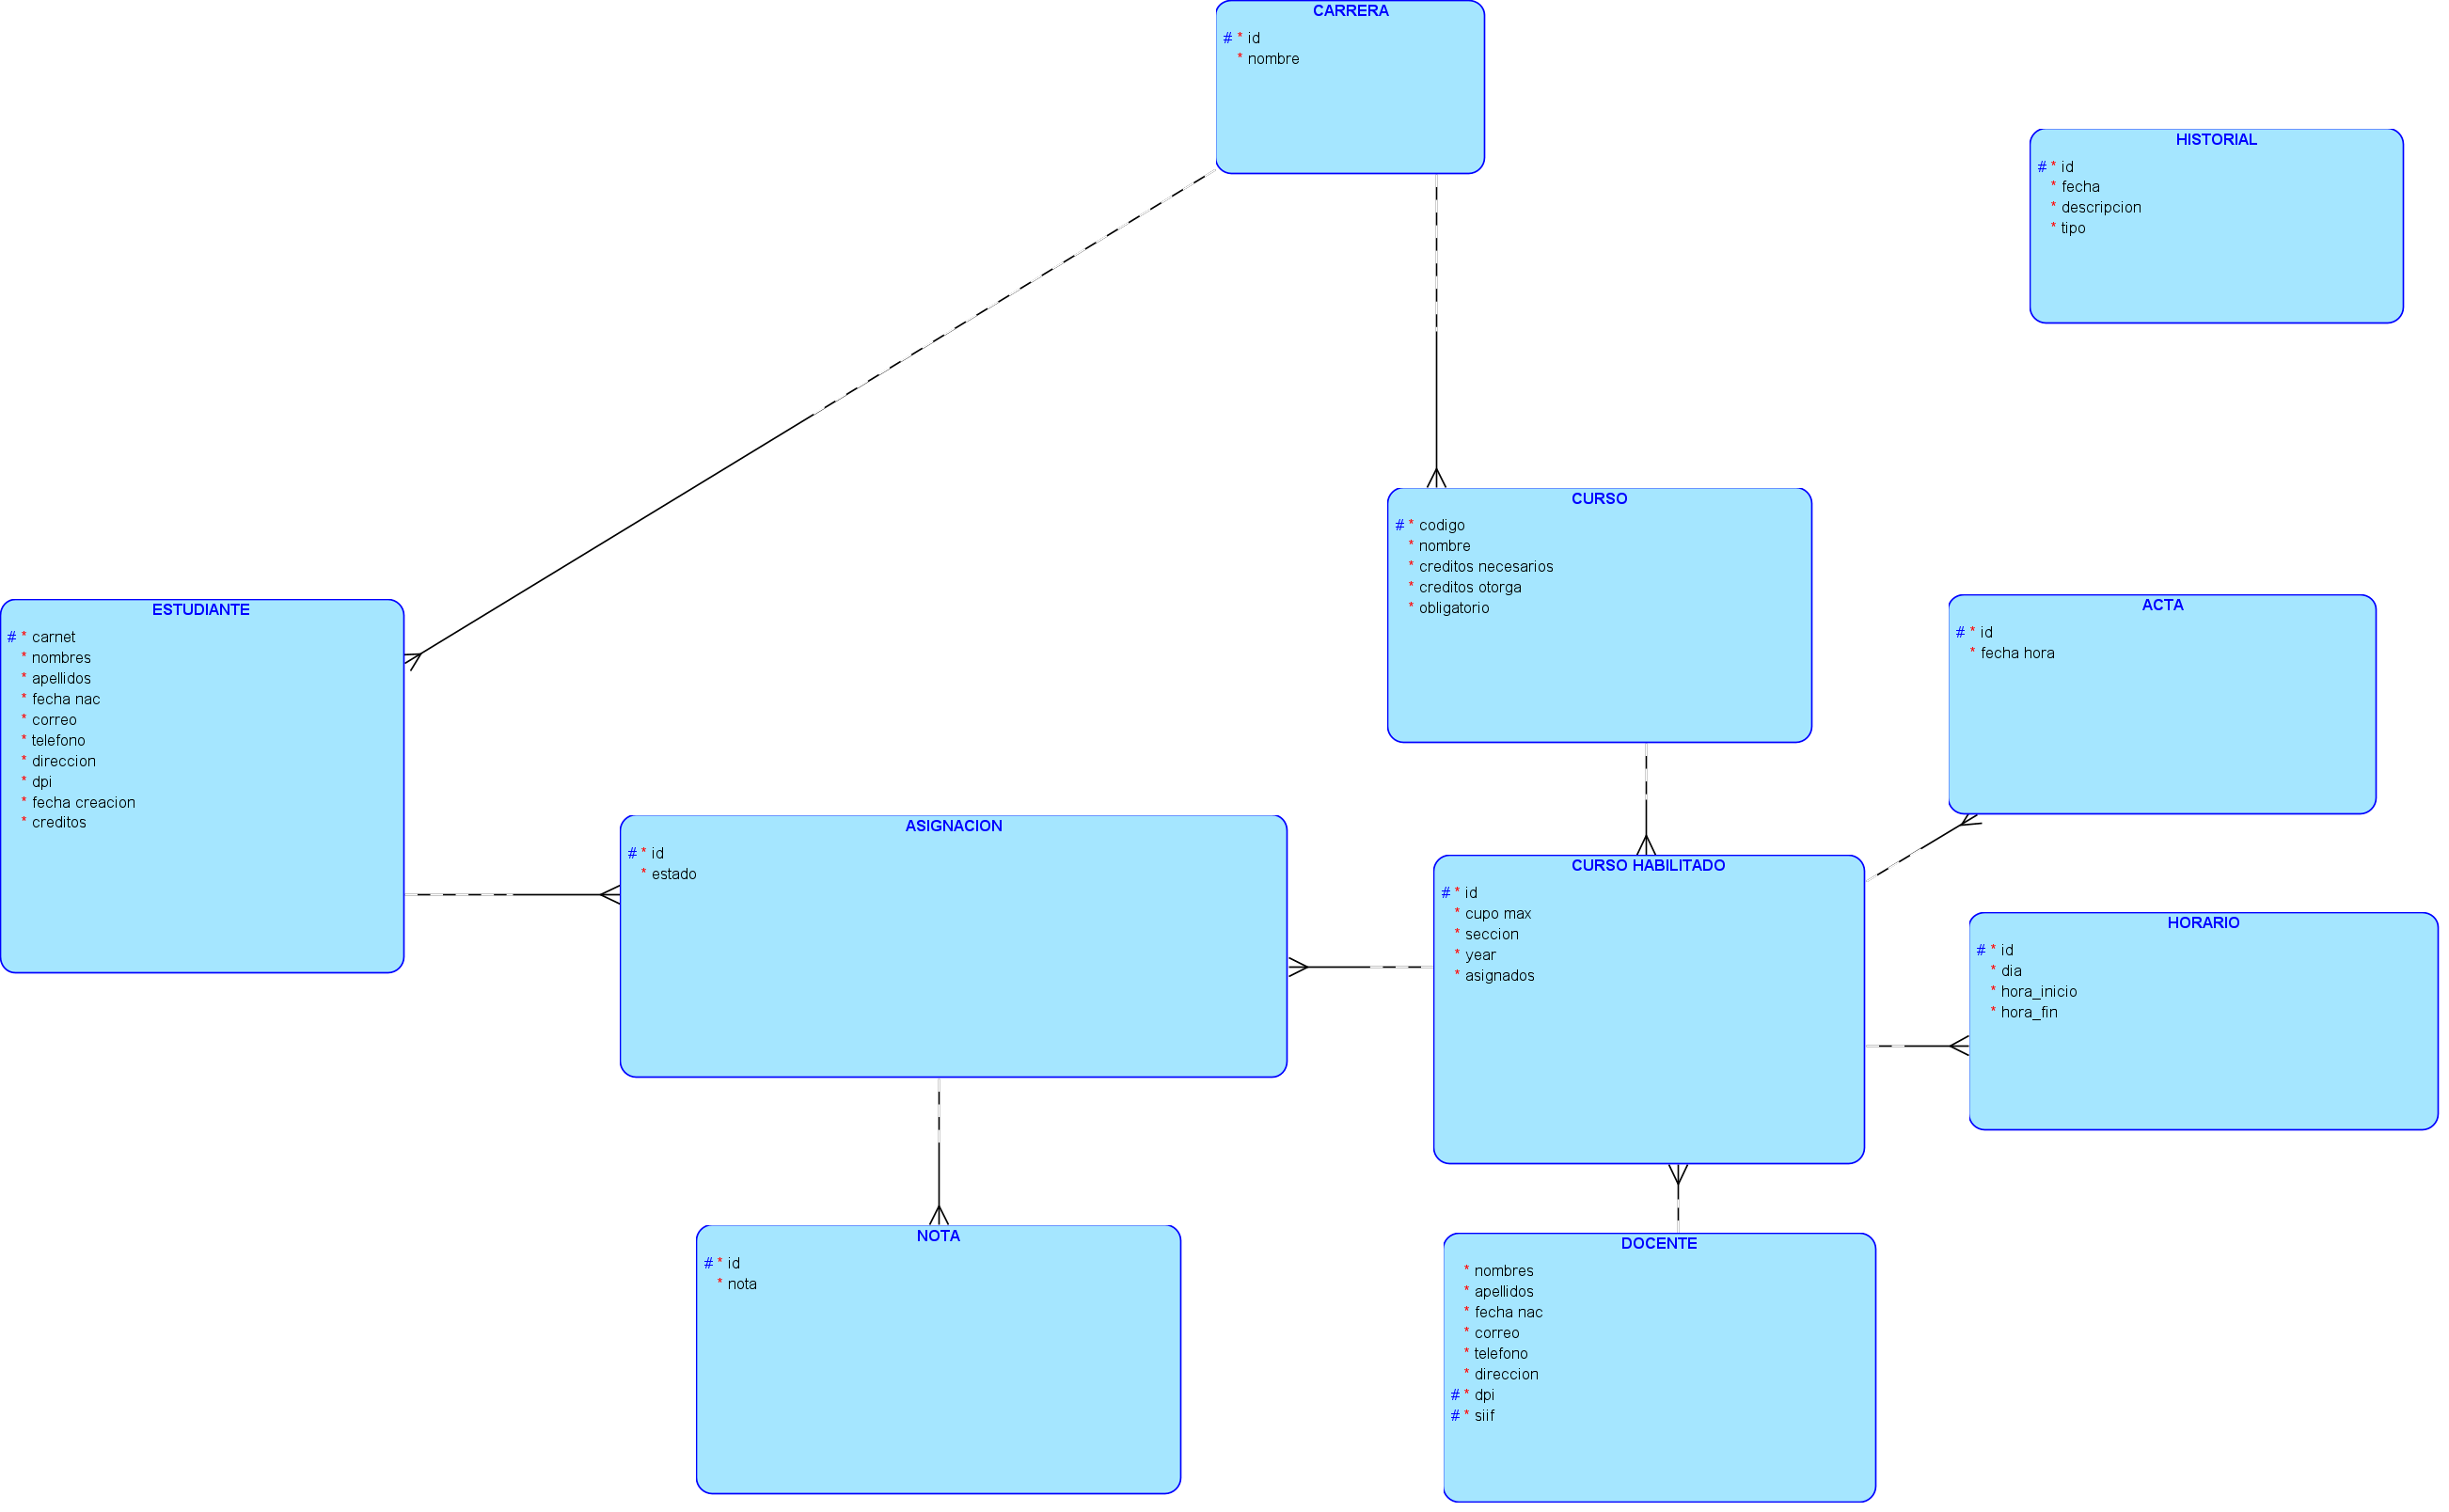 CARRERA
# * id
* nombre
HISTORIAL
# * id
* fecha
* descripcion
* tipo
CURSO
# * codigo
* nombre
* creditos necesarios
* creditos otorga
* obligatorio
ESTUDIANTE
# * carnet
* nombres
* apellidos
* fecha nac
* correo
* telefono
* direccion
* dpi
* fecha creacion
* creditos
ACTA
# * id
* fecha hora
ASIGNACION
# * id
* estado
CURSO HABILITADO
# * id
* cupo max
* seccion
* year
* asignados
HORARIO
# * id
* dia
* hora_inicio
* hora_fin
NOTA
# * id
* nota
DOCENTE
* nombres
* apellidos
* fecha nac
* correo
* telefono
* direccion
# * dpi
# * siif